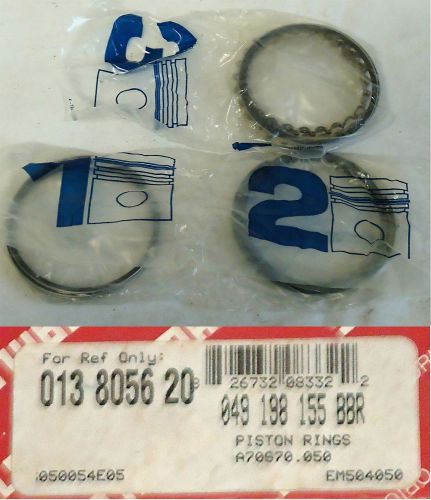 3
1
2
For Ref Only:
013 8056 20
8 26732 08332 2
049 198 155 BBR
PISTON RINGS
A70670.050
050054E05
EM504050